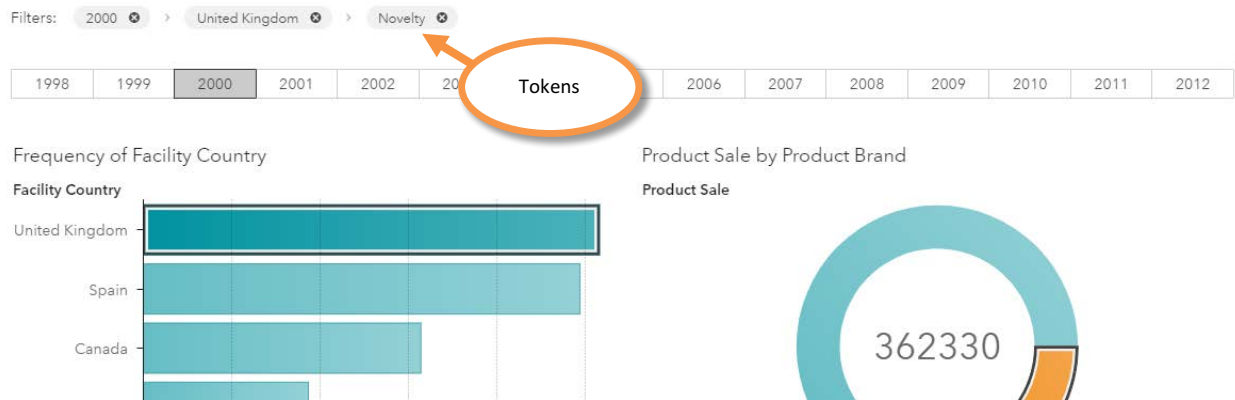 Filters: 2000 United Kingdom Novelty
1998 1999 2000 2001 2002 2006 2007 2008 2009 2010 2011 2012
Tokens
Frequency of Facility Country
Facility Country
United Kingdom
Spain
Canada
Product Sale by Product Brand
Product Sale
362330